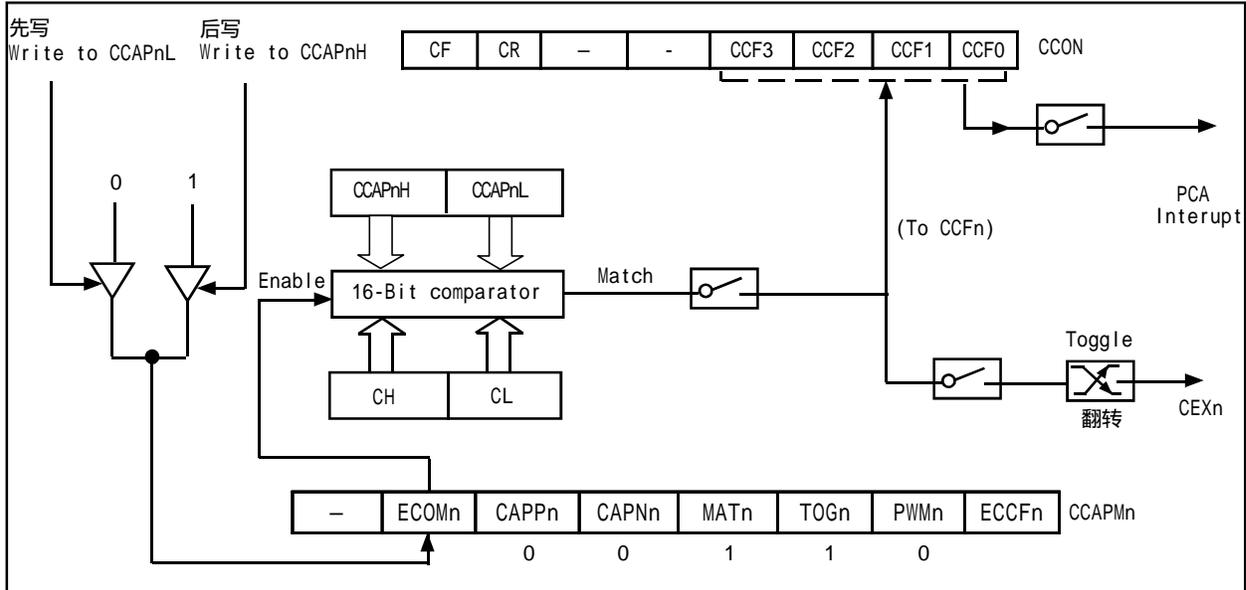 先写
后写
Write to CCAPnL
Write to CCAPnH
CF CR — - CCF3 CCF2 CCF1 CCF0 CCON
0 1
CCAPnH CCAPnL
PCA
Interupt
(To CCFn)
Enable
16-Bit comparator
Match
Toggle
CH CL
翻转
CEXn
— ECOMn CAPPn CAPNn MATn TOGn PWMn ECCFn CCAPMn
0 0 1 1 0